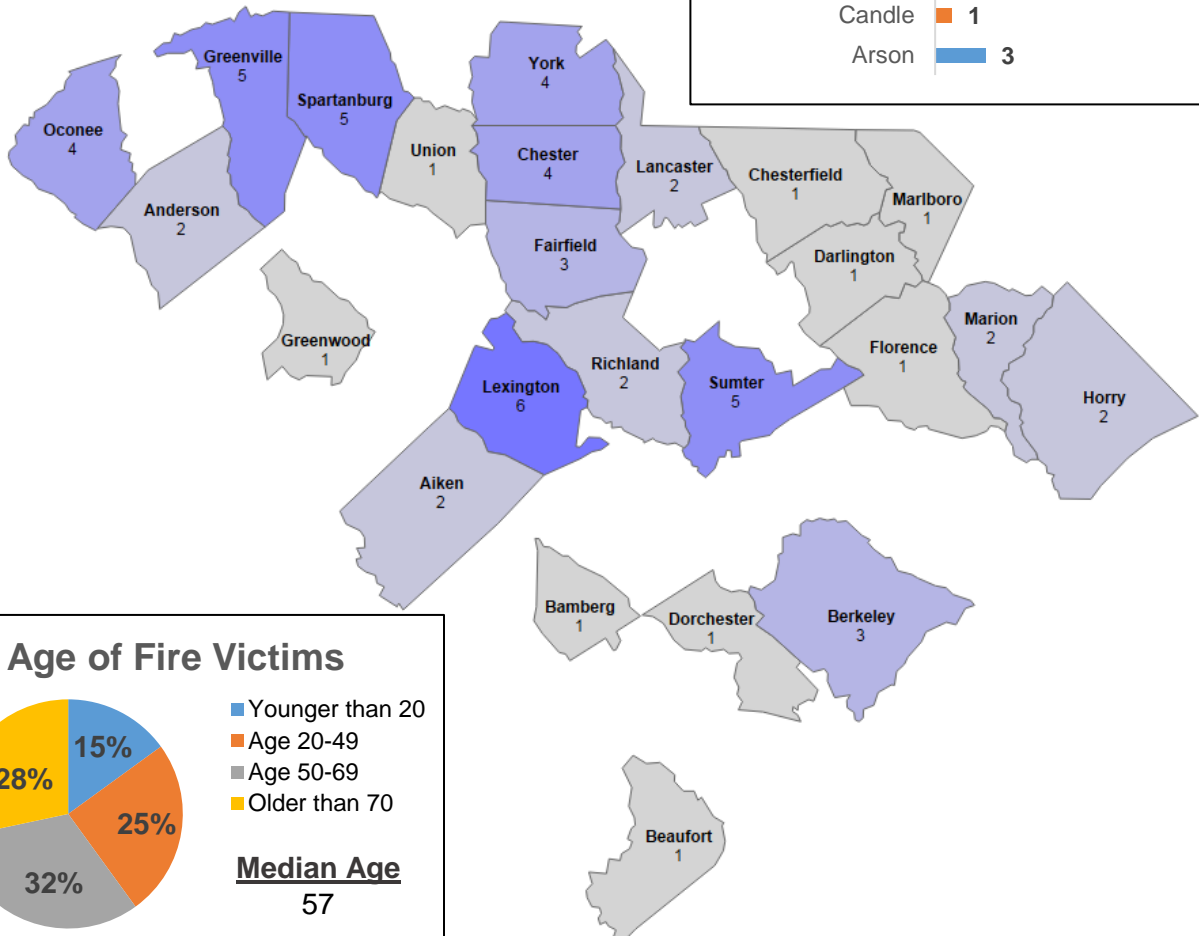 Candle 1
Arson 3
Greenville
5
York
4
Spartanburg
5
Oconee
4
Union
1
Chester
4
Lancaster
2
Chesterfield
1
Marlboro
1
Anderson
2
Fairfield
3
Darlington
1
Marion
2
Greenwood
1
Florence
1
Richland
2
Lexington
6
Sumter
5
Horry
2
Aiken
2
Bamberg
1
Dorchester
1
Berkeley
3
Beaufort
1
Age of Fire Victims
Younger than 20
Age 20-49
Age 50-69
Older than 70
15%
28%
25%
32%
Median Age
57